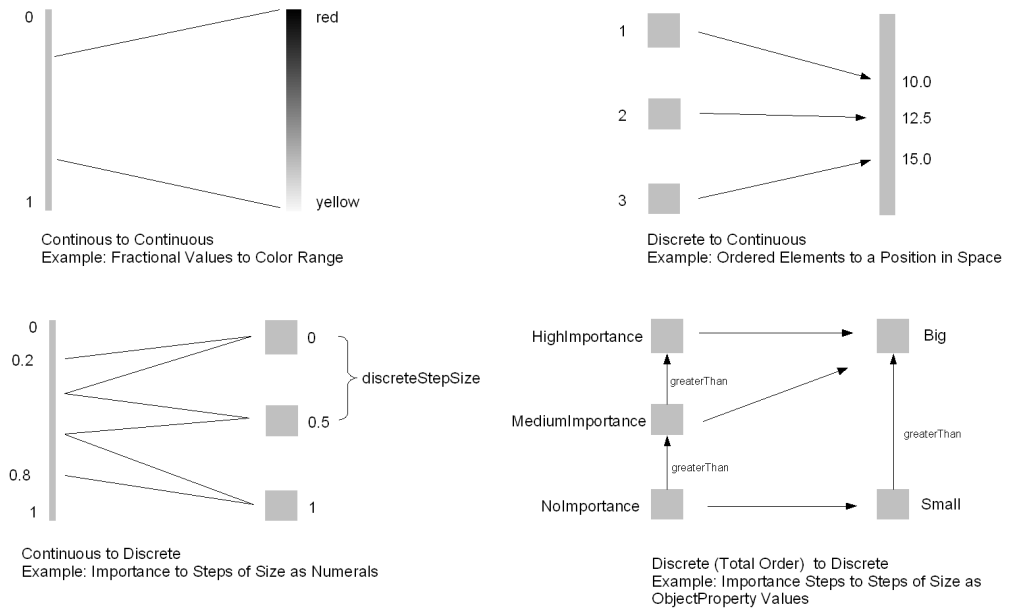 0
red
1
yellow
Continous to Continuous
Example: Fractional Values to Color Range
1
10.0
2
12.5
15.0
3
Discrete to Continuous
Example: Ordered Elements to a Position in Space
0
0
0.2
discreteStepSize
0.5
0.8
1
1
Continuous to Discrete
Example: Importance to Steps of Size as Numerals
HighImportance
Big
greaterThan
MediumImportance
greaterThan
greaterThan
NoImportance
Small
Discrete (Total Order)  to Discrete
Example: Importance Steps to Steps of Size as
ObjectProperty Values